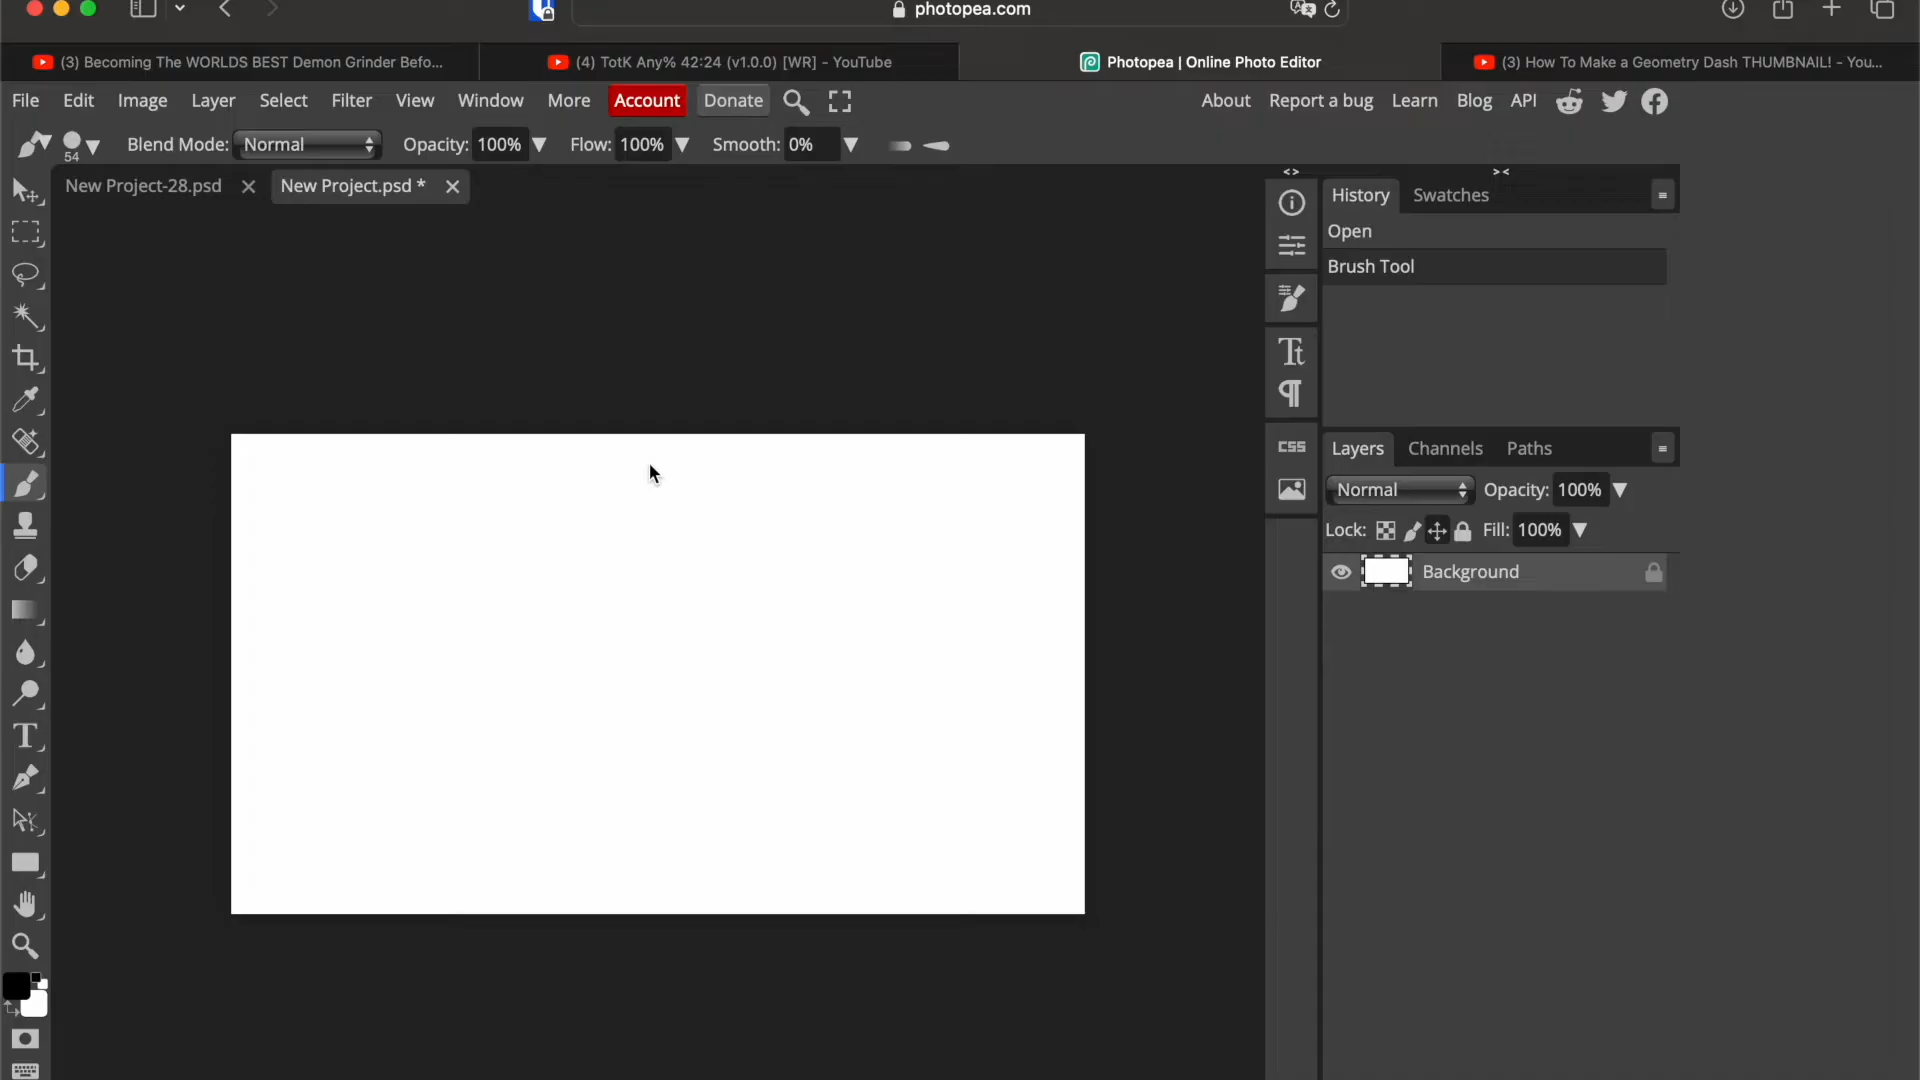 photopea.com
(3) Becoming The WORLDS BEST Demon Grinder Befo...
(4) TotK Any% 42:24 (v1.0.0) [WR] - YouTube
Photopea | Online Photo Editor
(3) How To Make a Geometry Dash THUMBNAIL! - You...
File Edit Image Layer Select Filter View Window More Account Donate
About Report a bug Learn Blog API
54
Blend Mode: Normal Opacity: 100% Flow: 100% Smooth: 0%
New Project-28.psd
New Project.psd *
History Swatches
Open
Brush Tool
CSS
Layers Channels Paths
Normal Opacity: 100%
Lock: Fill: 100%
Background